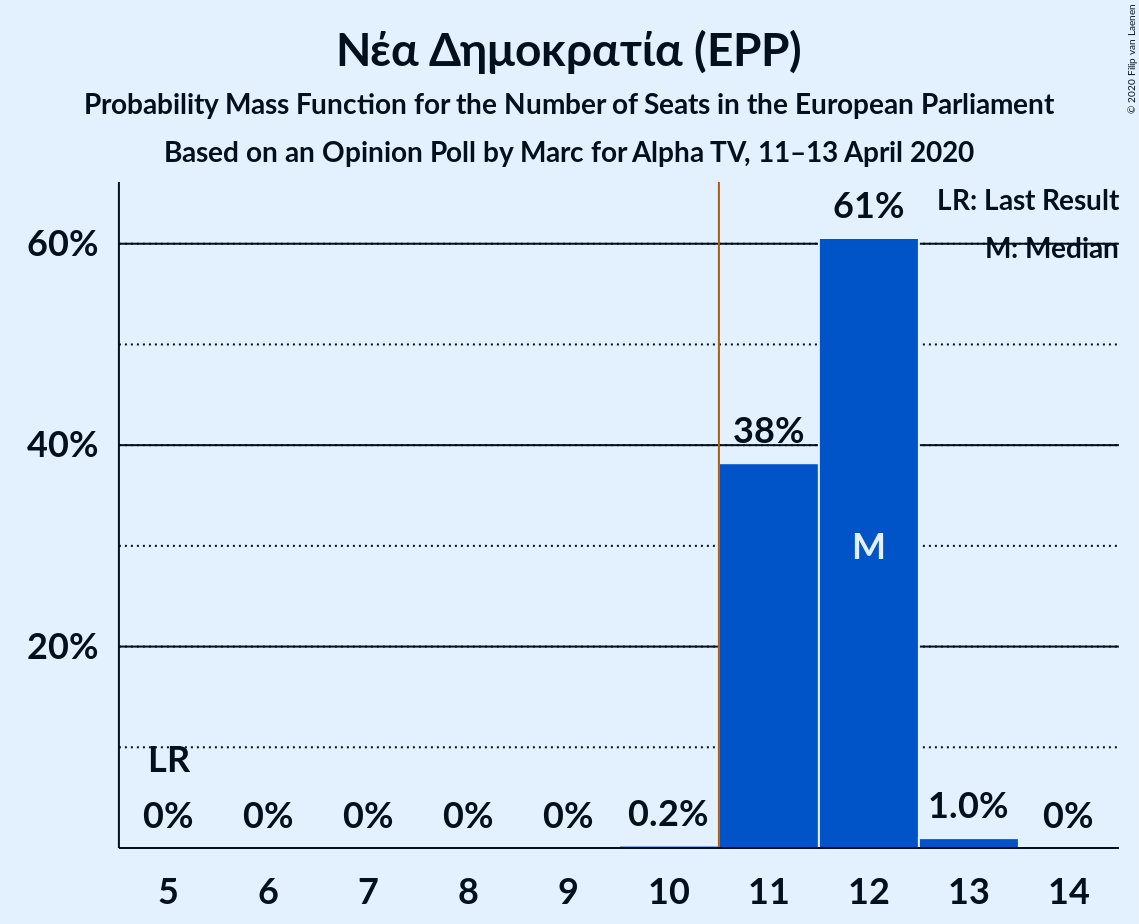 Νέα Δημοκρατία (EPP)
Probability Mass Function for the Number of Seats in the European Parliament
Based on an Opinion Poll by Marc for Alpha TV, 11–13 April 2020
© 2020 Filip van Laenen
LR: Last Result
M: Median
61%
60%
38%
40%
M
20%
LR
0% 0% 0% 0% 0% 0.2% 1.0% 0%
5 6 7 8 9 10 11 12 13 14